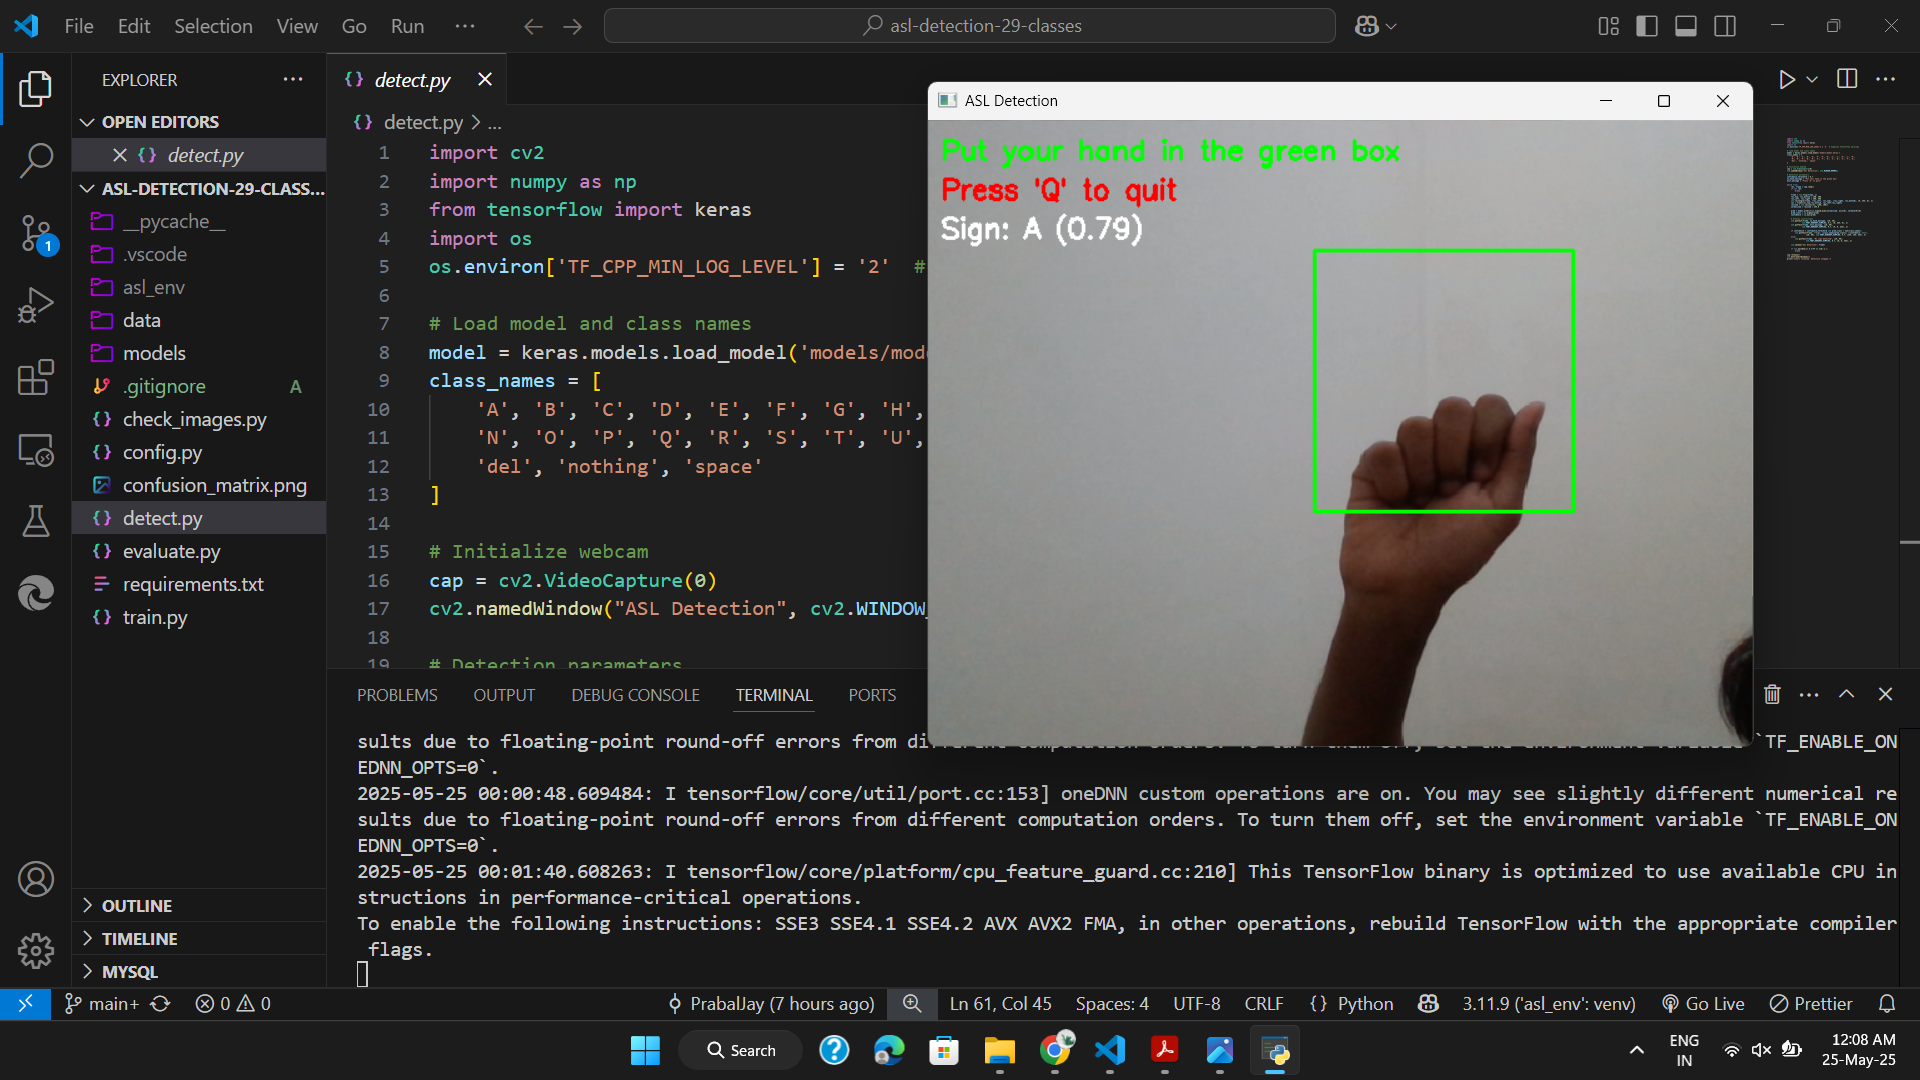 File Edit Selection View Go Run ...
asl-detection-29-classes
EXPLORER
OPEN EDITORS
detect.py
ASL-DETECTION-29-CLASS...
__pycache__
.vscode
asl_env
data
models
.gitignore A
check_images.py
config.py
confusion_matrix.png
detect.py
evaluate.py
requirements.txt
train.py
OUTLINE
TIMELINE
MYSQL
1
detect.py
detect.py > ...
1 import cv2
2 import numpy as np
3 from tensorflow import keras
4 import os
5 os.environ['TF_CPP_MIN_LOG_LEVEL'] = '2' #
6
7 # Load model and class names
8 model = keras.models.load_model('models/mod
9 class_names = [
10 'A', 'B', 'C', 'D', 'E', 'F', 'G', 'H',
11 'N', 'O', 'P', 'Q', 'R', 'S', 'T', 'U',
12 'del', 'nothing', 'space'
13 ]
14
15 # Initialize webcam
16 cap = cv2.VideoCapture(0)
17 cv2.namedWindow("ASL Detection", cv2.WINDOW_
18
19 # Detection parameters
ASL Detection
Put your hand in the green box
Press 'Q' to quit
Sign: A (0.79)
PROBLEMS OUTPUT DEBUG CONSOLE TERMINAL PORTS
sults due to floating-point round-off errors from different computation orders. To turn them off, set the environment variable `TF_ENABLE_ON
EDNN_OPTS=0`.
2025-05-25 00:00:48.609484: I tensorflow/core/util/port.cc:153] oneDNN custom operations are on. You may see slightly different numerical re
sults due to floating-point round-off errors from different computation orders. To turn them off, set the environment variable `TF_ENABLE_ON
EDNN_OPTS=0`.
2025-05-25 00:01:40.608263: I tensorflow/core/platform/cpu_feature_guard.cc:210] This TensorFlow binary is optimized to use available CPU in
structions in performance-critical operations.
To enable the following instructions: SSE3 SSE4.1 SSE4.2 AVX AVX2 FMA, in other operations, rebuild TensorFlow with the appropriate compiler
flags.
main+ 0 0 PrabalJay (7 hours ago) Ln 61, Col 45 Spaces: 4 UTF-8 CRLF {} Python 3.11.9 ('asl_env': venv) Go Live Prettier
Search
ENG
IN
12:08 AM
25-May-25